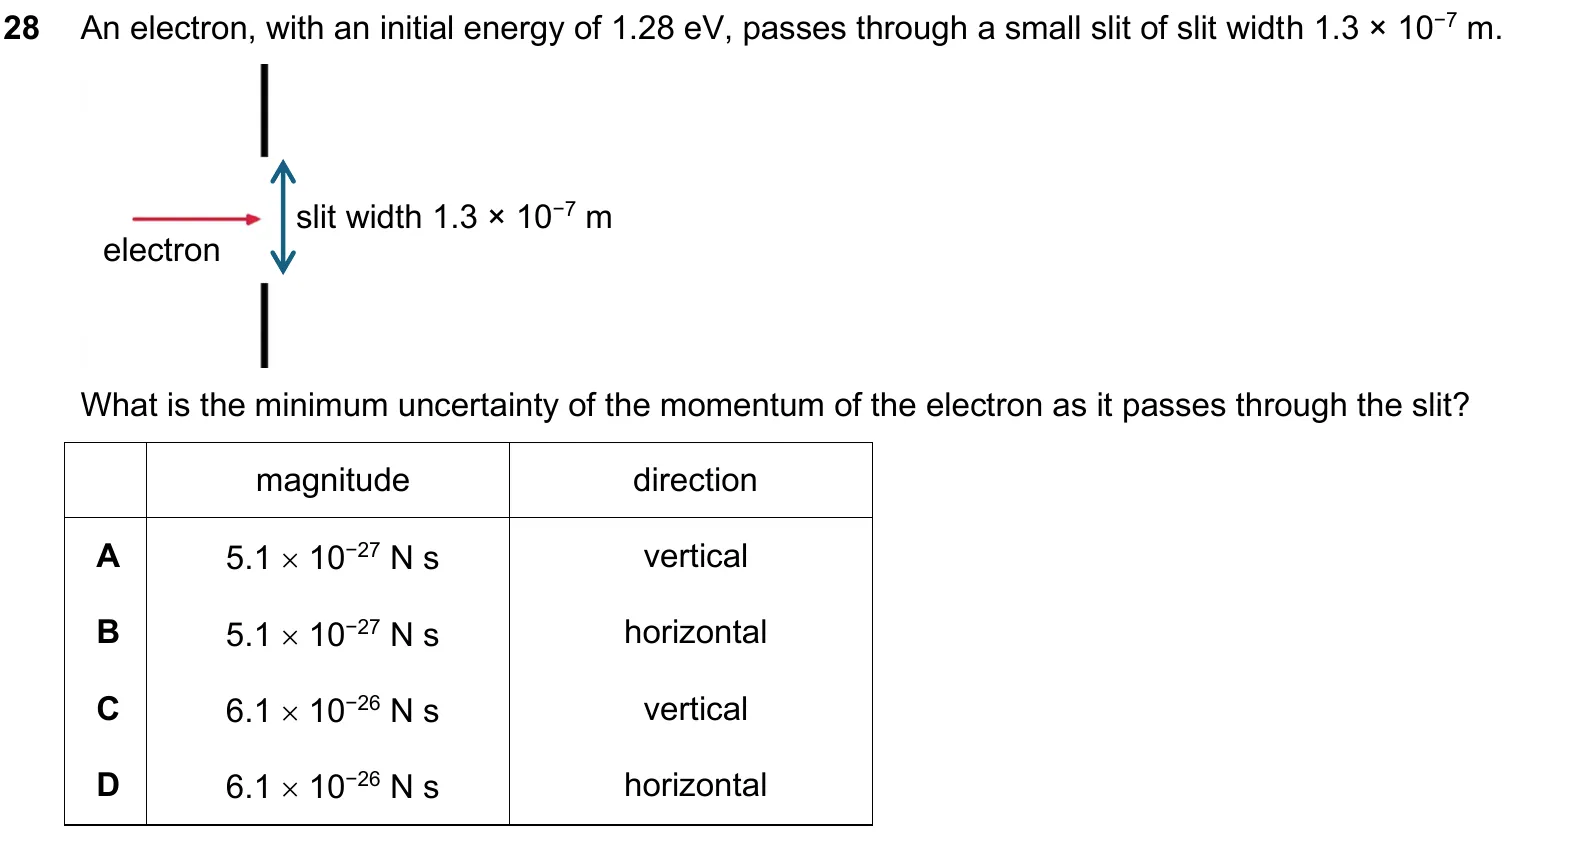 28 An electron, with an initial energy of 1.28 eV, passes through a small slit of slit width 1.3 × 10⁻⁷ m.
slit width 1.3 × 10⁻⁷ m
electron
What is the minimum uncertainty of the momentum of the electron as it passes through the slit?
magnitude direction
A 5.1 × 10⁻²⁷ N s vertical
B 5.1 × 10⁻²⁷ N s horizontal
C 6.1 × 10⁻²⁶ N s vertical
D 6.1 × 10⁻²⁶ N s horizontal